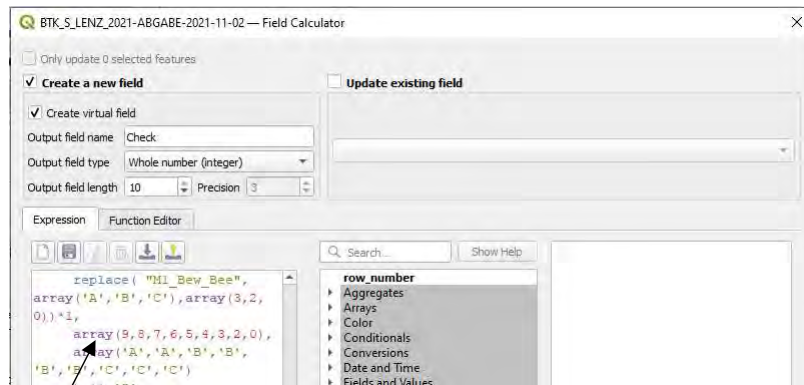 BTK_S_LENZ_2021-ABGABE-2021-11-02 — Field Calculator
Only update 0 selected features
Create a new field
Update existing field
Create virtual field
Output field name Check
Output field type Whole number (integer)
Output field length 10 Precision 3
Expression Function Editor
Search... Show Help
replace( "M1_Bew_Bee",
array('A','B','C'),array(3,2,
0))*1,
array(9,8,7,6,5,4,3,2,0),
array('A','A','B','B',
'B','B','C','C','C')
row_number
Aggregates
Arrays
Color
Conditionals
Conversions
Date and Time
Fields and Values